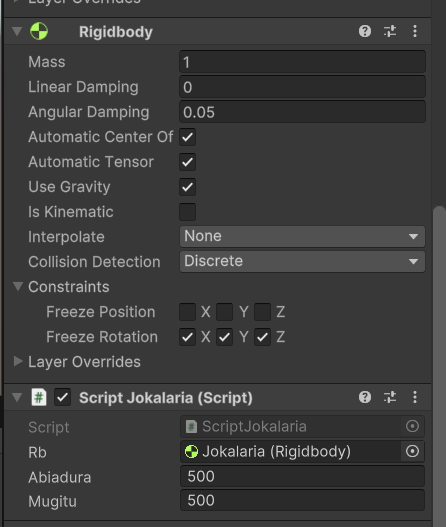 Layer Overrides
Rigidbody
Mass 1
Linear Damping 0
Angular Damping 0.05
Automatic Center Of
Automatic Tensor
Use Gravity
Is Kinematic
Interpolate None
Collision Detection Discrete
Constraints
Freeze Position X Y Z
Freeze Rotation X Y Z
Layer Overrides
# Script Jokalaria (Script)
Script # ScriptJokalaria
Rb Jokalaria (Rigidbody)
Abiadura 500
Mugitu 500